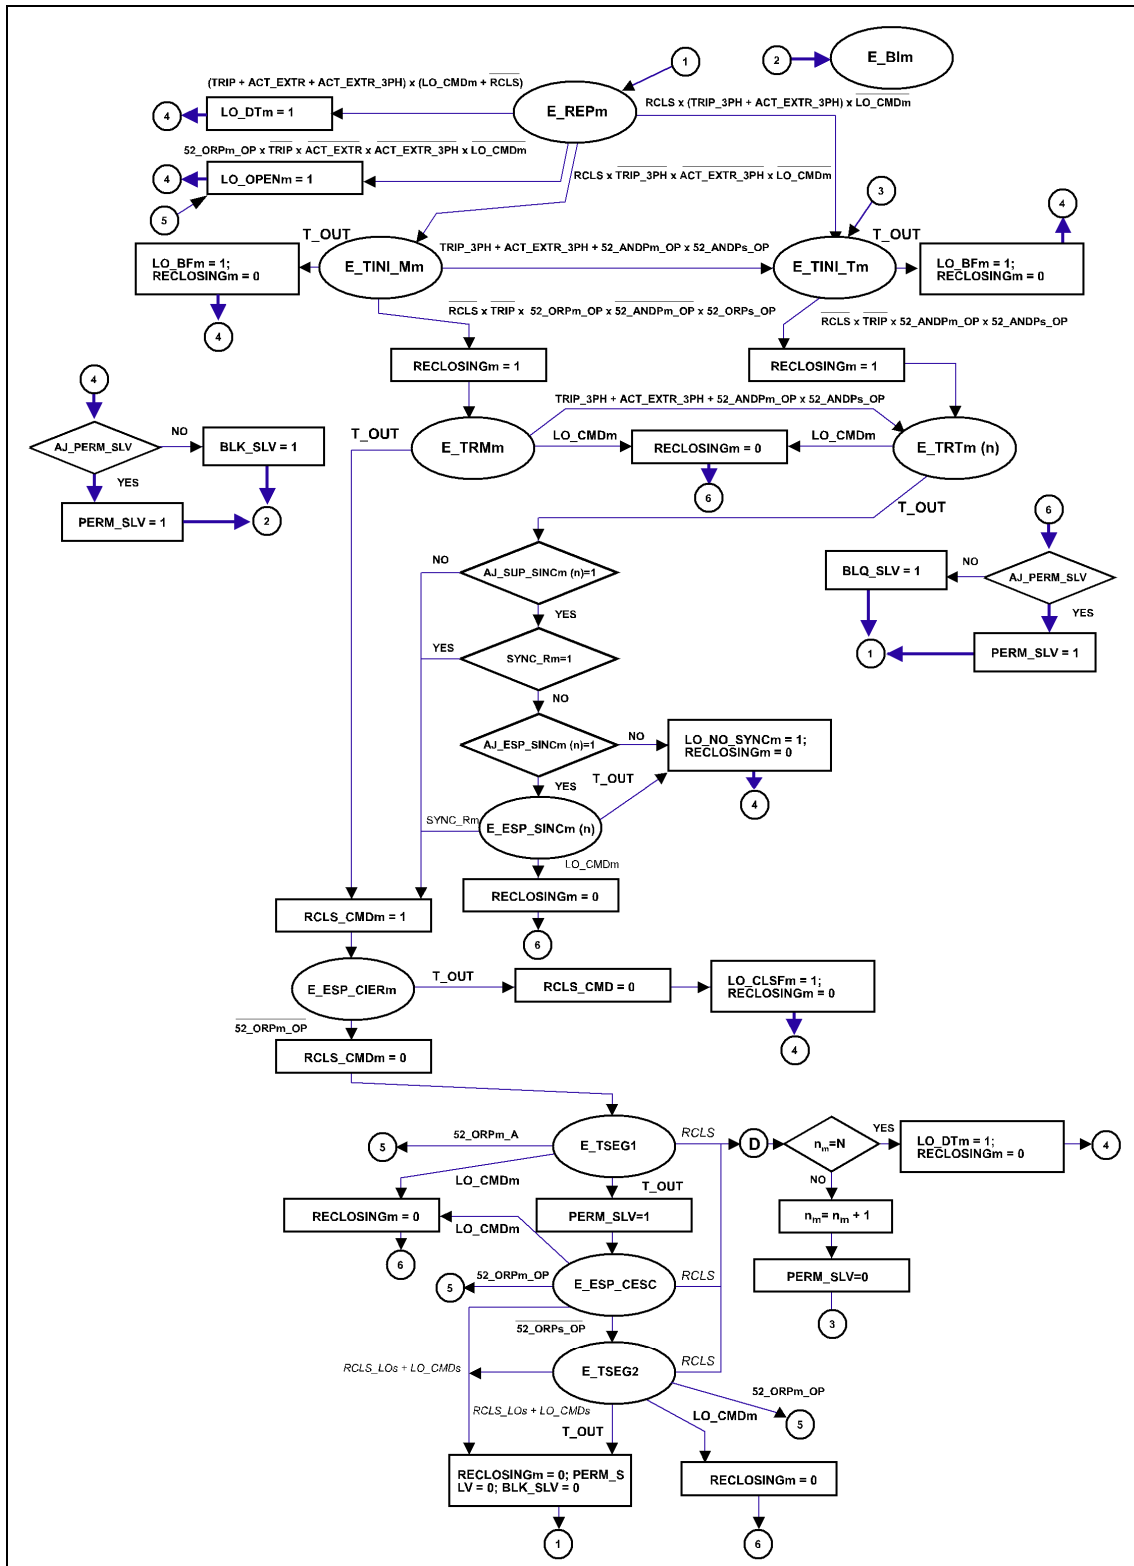 1
2
E_BIm
(TRIP + ACT_EXTR + ACT_EXTR_3PH) x (LO_CMDm + RCLS)
E_REPm
RCLS x (TRIP_3PH + ACT_EXTR_3PH) x LO_CMDm
4
LO_DTm = 1
52_ORPm_OP x TRIP x ACT_EXTR x ACT_EXTR_3PH x LO_CMDm
RCLS x TRIP_3PH x ACT_EXTR_3PH x LO_CMDm
4
LO_OPENm = 1
3
4
5
T_OUT
T_OUT
LO_BFm = 1;
RECLOSINGm = 0
E_TINI_Mm
TRIP_3PH + ACT_EXTR_3PH + 52_ANDPm_OP x 52_ANDPs_OP
E_TINI_Tm
LO_BFm = 1;
RECLOSINGm = 0
4
RCLS x TRIP x 52_ORPm_OP x 52_ANDPm_OP x 52_ORPs_OP
RCLS x TRIP x 52_ANDPm_OP x 52_ANDPs_OP
RECLOSINGm = 1
RECLOSINGm = 1
4
TRIP_3PH + ACT_EXTR_3PH + 52_ANDPm_OP x 52_ANDPs_OP
AJ_PERM_SLV
NO
BLK_SLV = 1
T_OUT
E_TRMm
LO_CMDm
RECLOSINGm = 0
LO_CMDm
E_TRTm (n)
YES
6
PERM_SLV = 1
2
T_OUT
6
NO
AJ_SUP_SINCm (n)=1
BLQ_SLV = 1
NO
AJ_PERM_SLV
YES
YES
YES
SYNC_Rm=1
1
PERM_SLV = 1
NO
AJ_ESP_SINCm (n)=1
NO
LO_NO_SYNCm = 1;
RECLOSINGm = 0
T_OUT
YES
4
SYNC_Rm
E_ESP_SINCm (n)
LO_CMDm
RECLOSINGm = 0
RCLS_CMDm = 1
6
T_OUT
E_ESP_CIERm
RCLS_CMD = 0
LO_CLSFm = 1;
RECLOSINGm = 0
52_ORPm_OP
RCLS_CMDm = 0
4
5
52_ORPm_A
E_TSEG1
RCLS
D
nm=N
YES
LO_DTm = 1;
RECLOSINGm = 0
4
LO_CMDm
T_OUT
NO
RECLOSINGm = 0
LO_CMDm
PERM_SLV=1
nm= nm + 1
6
5
52_ORPm_OP
E_ESP_CESC
RCLS
PERM_SLV=0
52_ORPs_OP
3
RCLS_LOs + LO_CMDs
E_TSEG2
RCLS
52_ORPm_OP
RCLS_LOs + LO_CMDs
T_OUT
LO_CMDm
5
RECLOSINGm = 0; PERM_S
LV = 0; BLK_SLV = 0
RECLOSINGm = 0
1
6